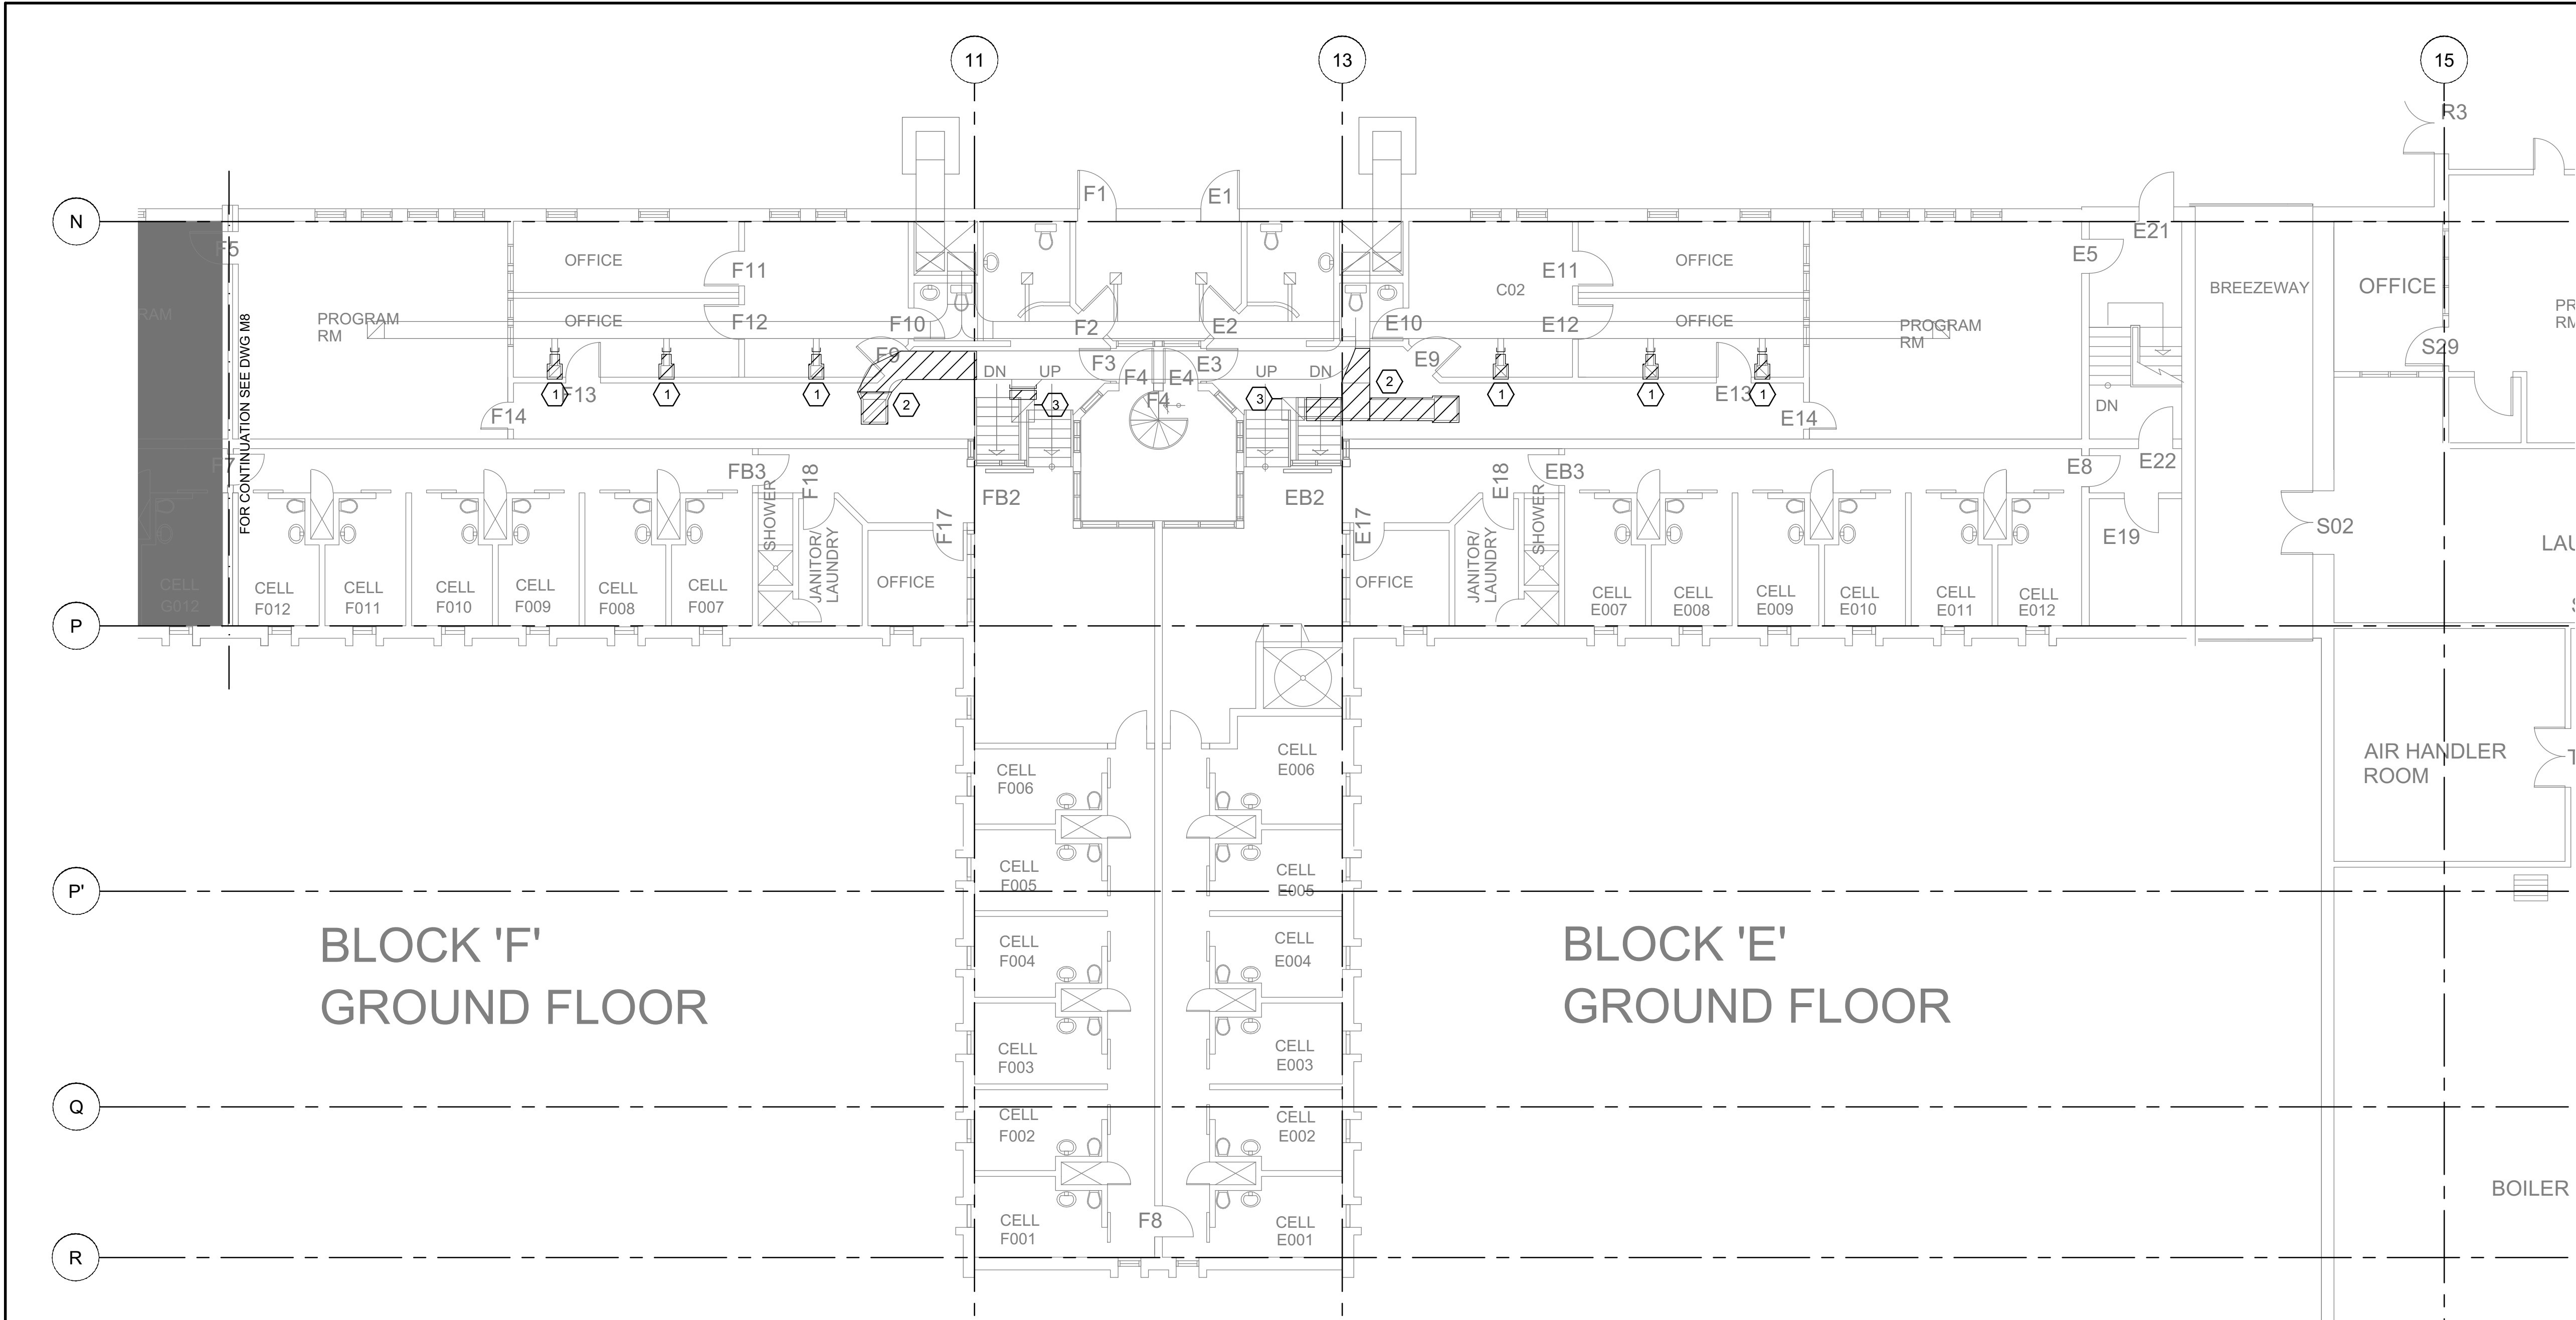 11
13
15
R3
F1
E1
N
F5
OFFICE
F11
E11
OFFICE
E5
E21
C02
BREEZEWAY
OFFICE
RAM
PROGRAM
RM
OFFICE
F12
F10
F2
E2
E10
E12
OFFICE
PROGRAM
RM
PR
RM
FOR CONTINUATION SEE DWG M8
F9
F3
E3
E9
S29
DN
UP
F4
E4
UP
DN
F4
1
F13
1
1
2
3
3
2
1
1
E13
1
F14
E14
DN
F7
FB3
F18
FB2
EB2
E18
EB3
E8
E22
SHOWER
JANITOR/
LAUNDRY
F17
E17
JANITOR/
LAUNDRY
SHOWER
E19
S02
LAU
S
OFFICE
OFFICE
CELL
G012
CELL
F012
CELL
F011
CELL
F010
CELL
F009
CELL
F008
CELL
F007
CELL
E007
CELL
E008
CELL
E009
CELL
E010
CELL
E011
CELL
E012
P
CELL
F006
CELL
E006
AIR HANDLER
ROOM
T
CELL
F005
CELL
E005
P'
BLOCK 'F'
GROUND FLOOR
CELL
F004
CELL
E004
BLOCK 'E'
GROUND FLOOR
CELL
F003
CELL
E003
Q
CELL
F002
CELL
E002
BOILER
CELL
F001
F8
CELL
E001
R